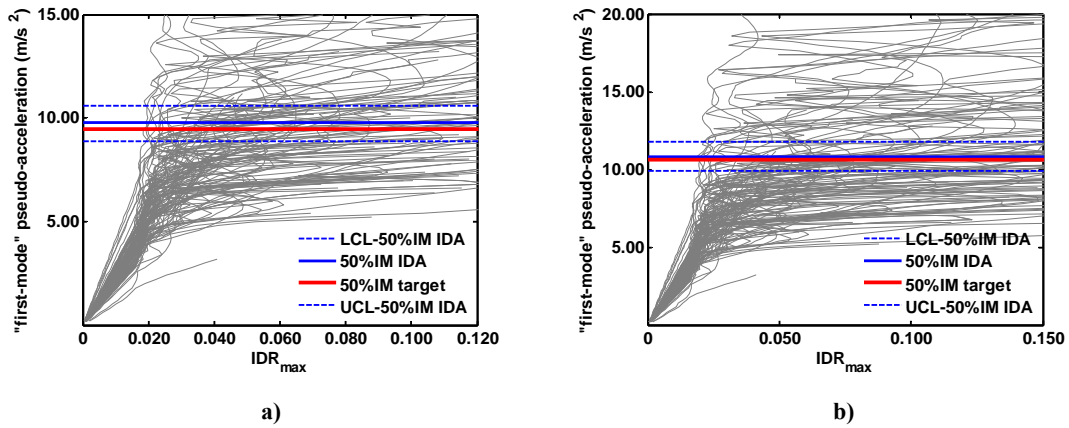 "first-mode" pseudo-acceleration (m/s 2)
15.00
10.00
5.00
0
0.020
0.040
0.060
0.080
0.100
0.120
IDRmax
LCL-50%IM IDA
50%IM IDA
50%IM target
UCL-50%IM IDA
a)
"first-mode" pseudo-acceleration (m/s 2)
20.00
15.00
10.00
5.00
0
0.050
0.100
0.150
IDRmax
LCL-50%IM IDA
50%IM IDA
50%IM target
UCL-50%IM IDA
b)